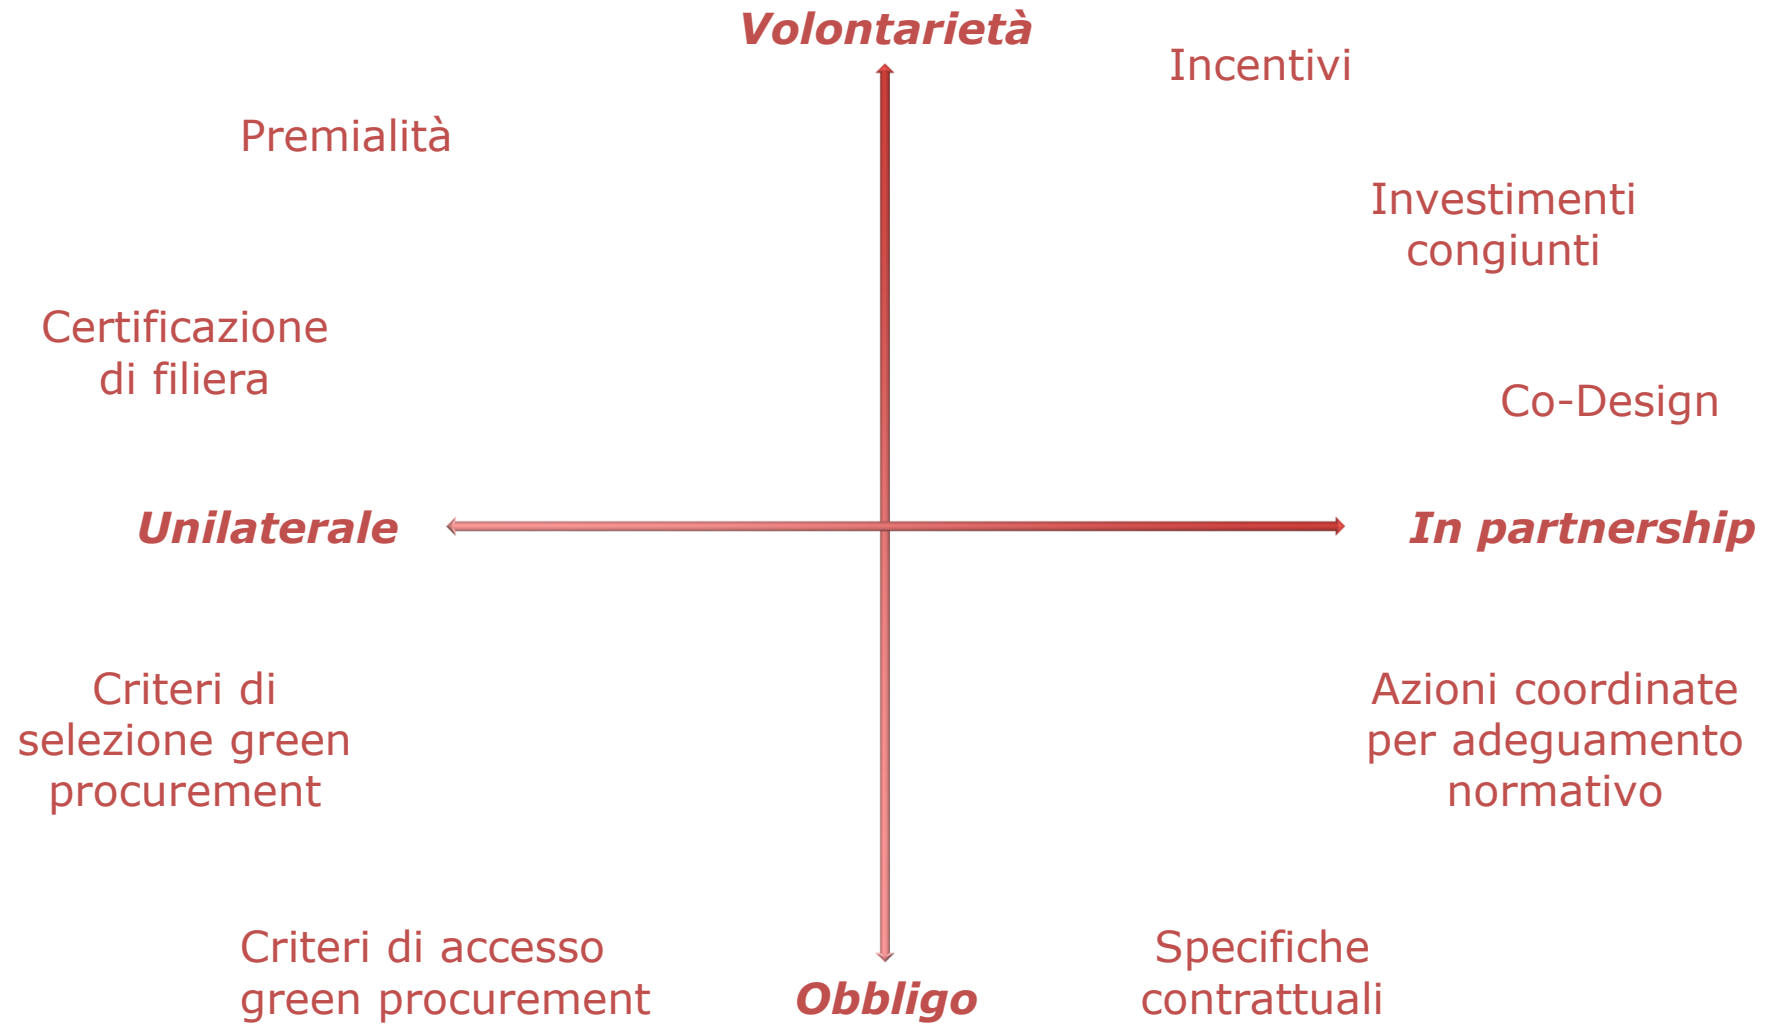 Volontarietà
Incentivi
Premialità
Investimenti
congiunti
Certificazione
di filiera
Co-Design
Unilaterale
In partnership
Criteri di
selezione green
procurement
Azioni coordinate
per adeguamento
normativo
Criteri di accesso
green procurement
Obbligo
Specifiche
contrattuali